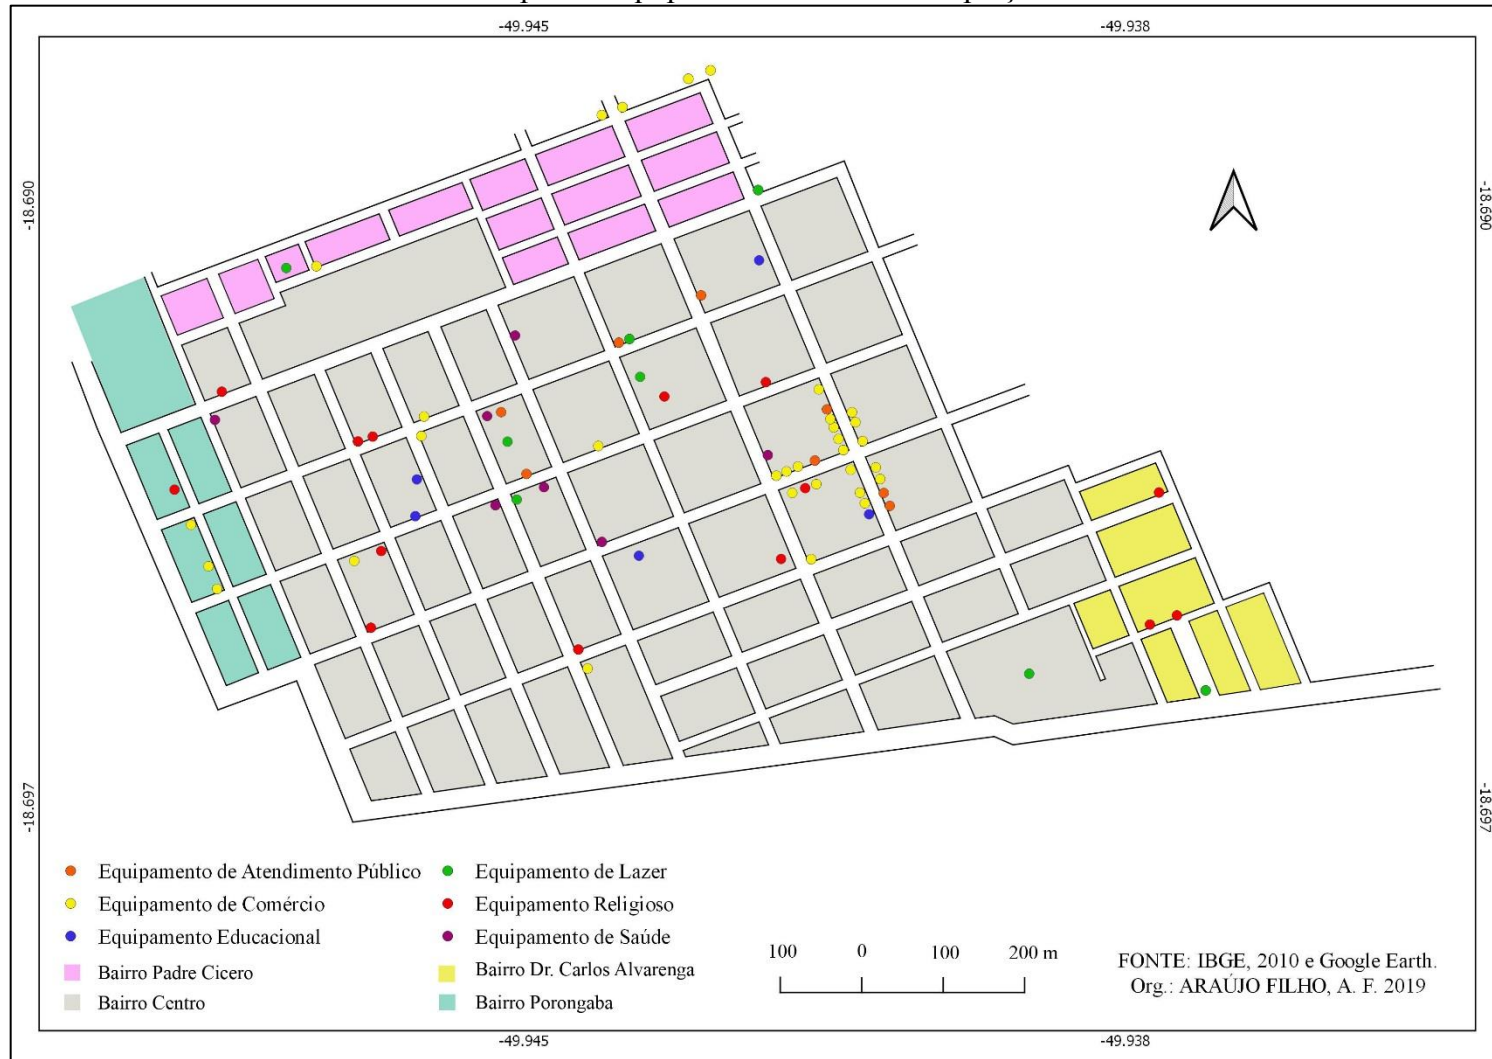 -49.945 -49.938
-18.690 -18.690
-18.697 -18.697
Equipamento de Atendimento Público
Equipamento de Comércio
Equipamento Educacional
Bairro Padre Cicero
Bairro Centro
Equipamento de Lazer
Equipamento Religioso
Equipamento de Saúde
Bairro Dr. Carlos Alvarenga
Bairro Porongaba
100 0 100 200 m
FONTE: IBGE, 2010 e Google Earth.
Org.: ARAÚJO FILHO, A. F. 2019
-49.945 -49.938